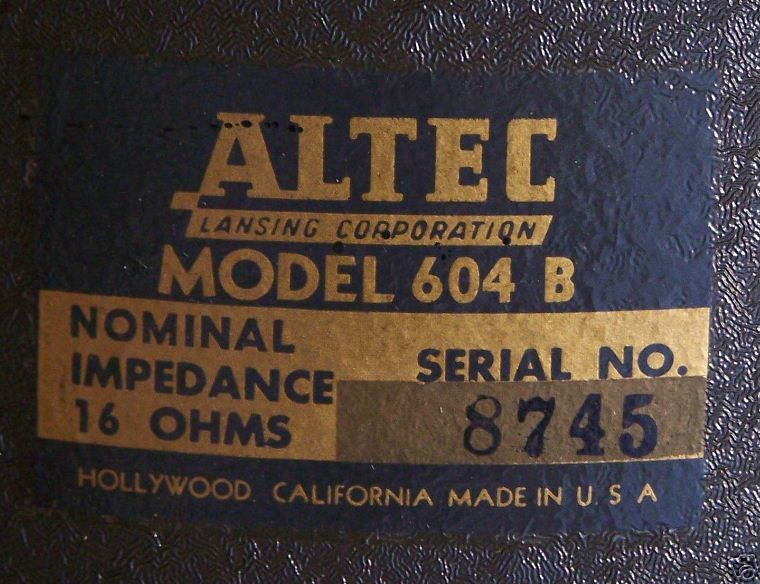 ALTEC
LANSING CORPORATION
MODEL 604 B
NOMINAL
IMPEDANCE
16 OHMS
SERIAL NO.
8745
HOLLYWOOD CALIFORNIA MADE IN U S A